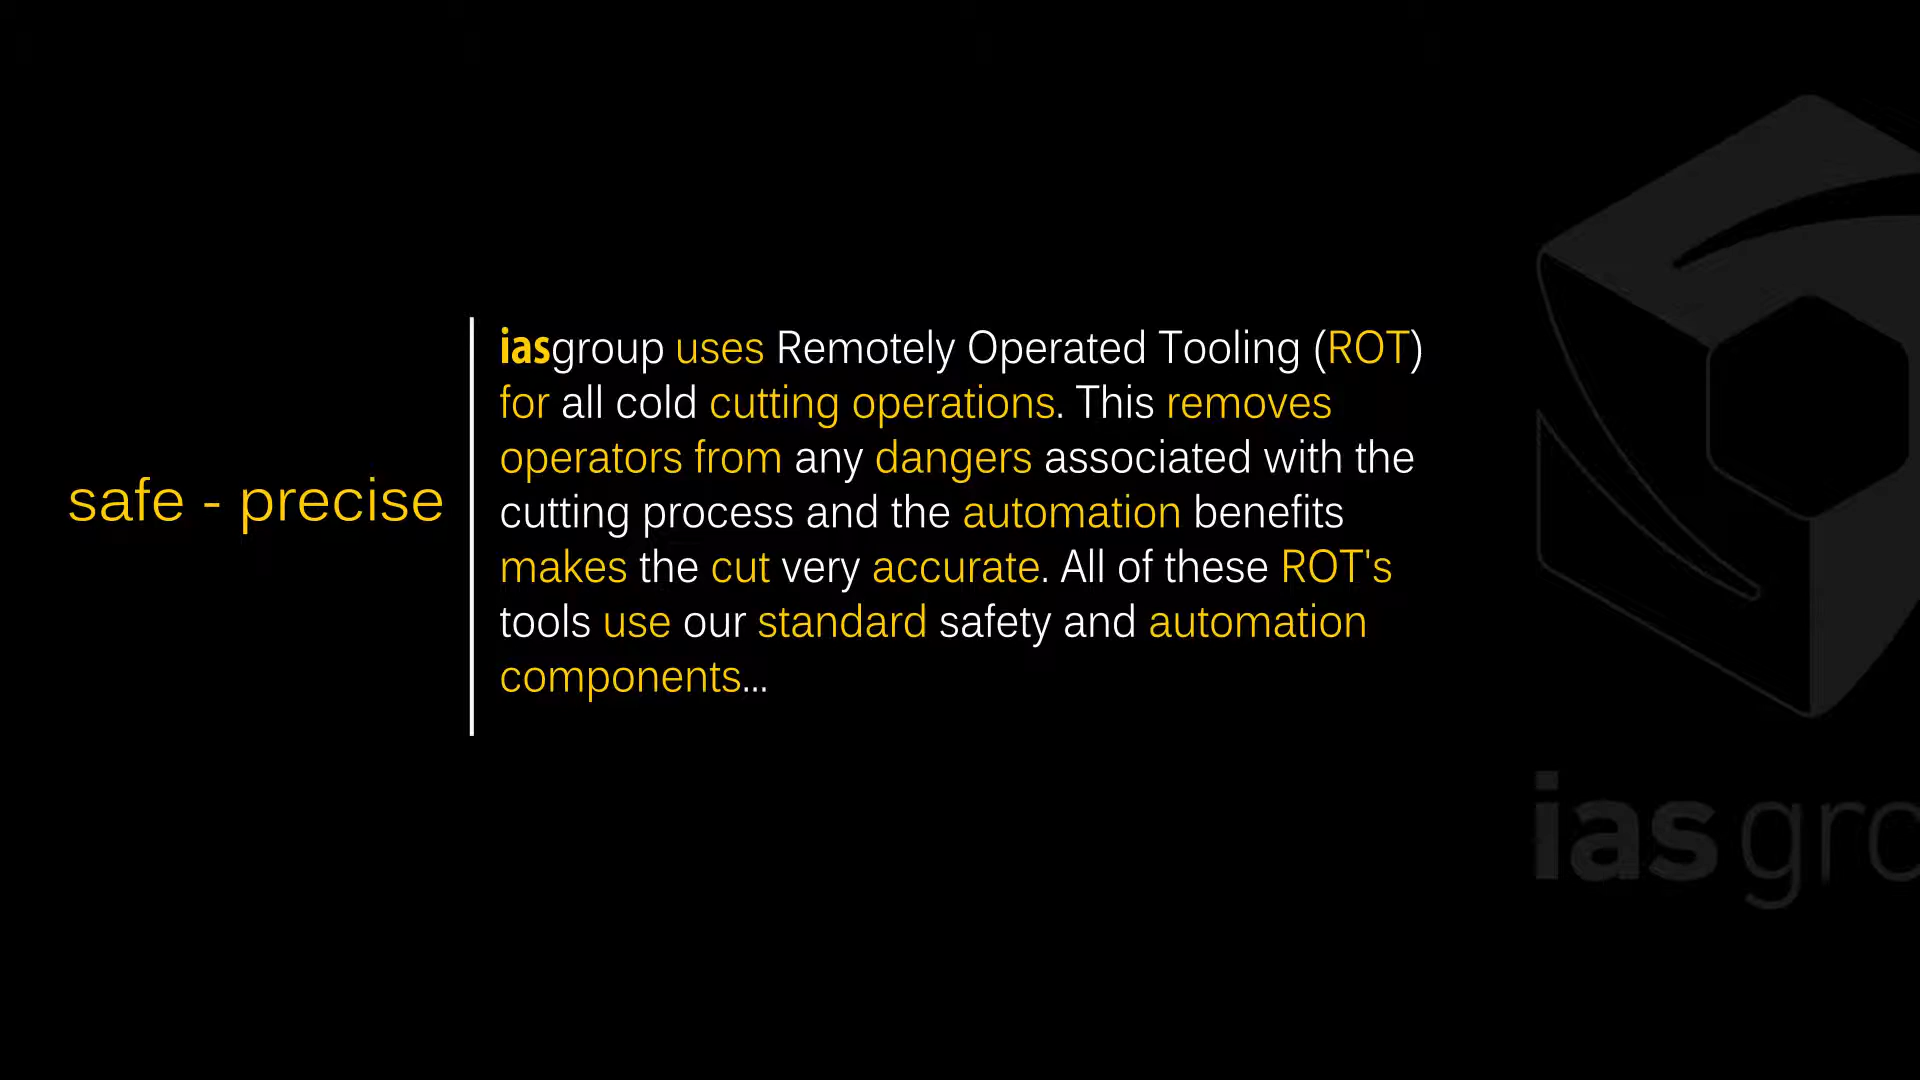 safe - precise
iasgroup uses Remotely Operated Tooling (ROT)
for all cold cutting operations. This removes
operators from any dangers associated with the
cutting process and the automation benefits
makes the cut very accurate. All of these ROT's
tools use our standard safety and automation
components...
ias gro